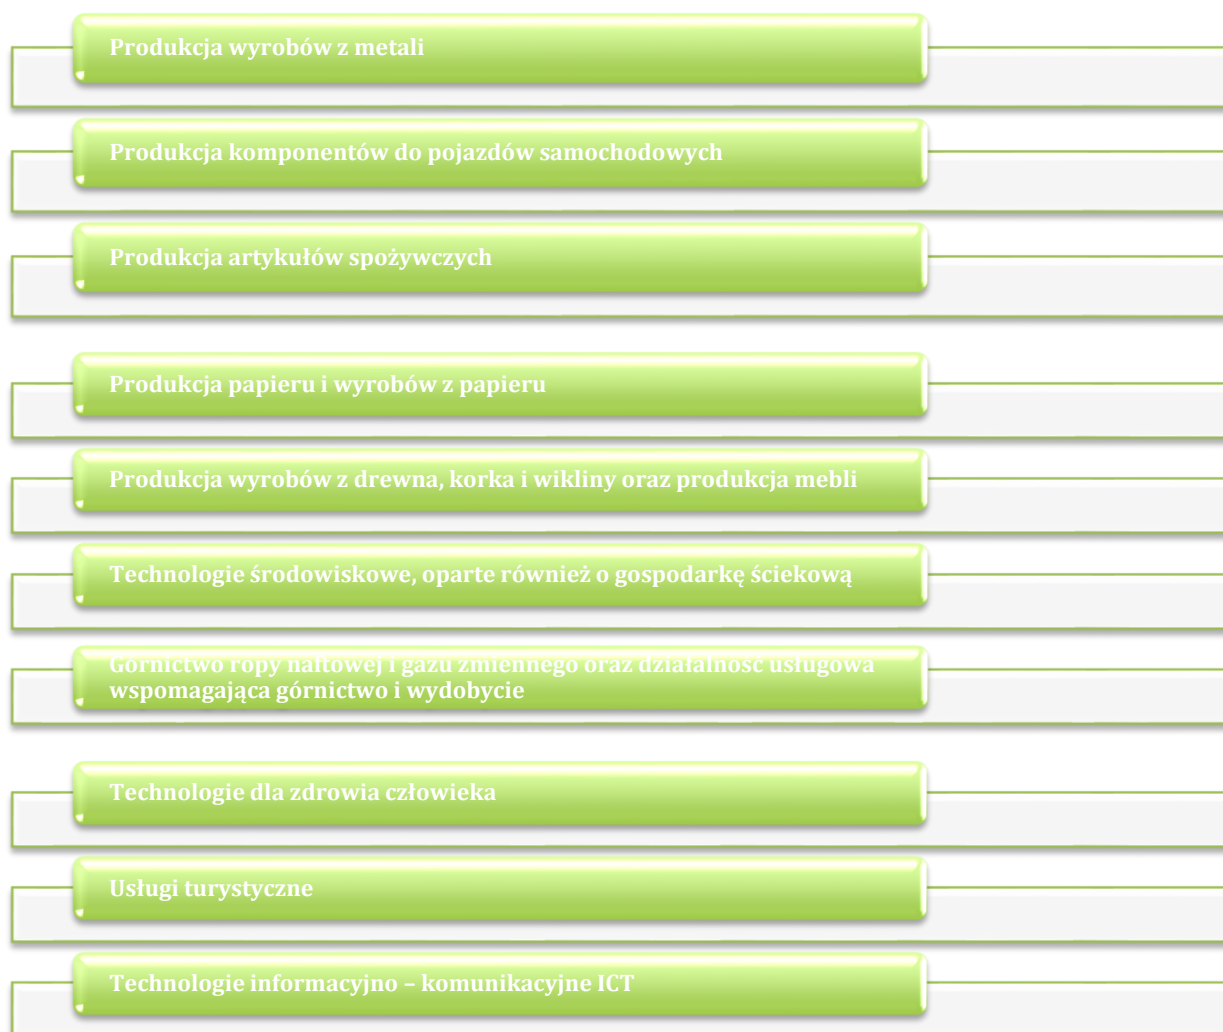 Produkcja wyrobów z metali
Produkcja komponentów do pojazdów samochodowych
Produkcja artykułów spożywczych
Produkcja papieru i wyrobów z papieru
Produkcja wyrobów z drewna, korka i wikliny oraz produkcja mebli
Technologie środowiskowe, oparte również o gospodarkę ściekową
Górnictwo ropy naftowej i gazu zmiennego oraz działalność usługowa
wspomagająca górnictwo i wydobycie
Technologie dla zdrowia człowieka
Usługi turystyczne
Technologie informacyjno – komunikacyjne ICT